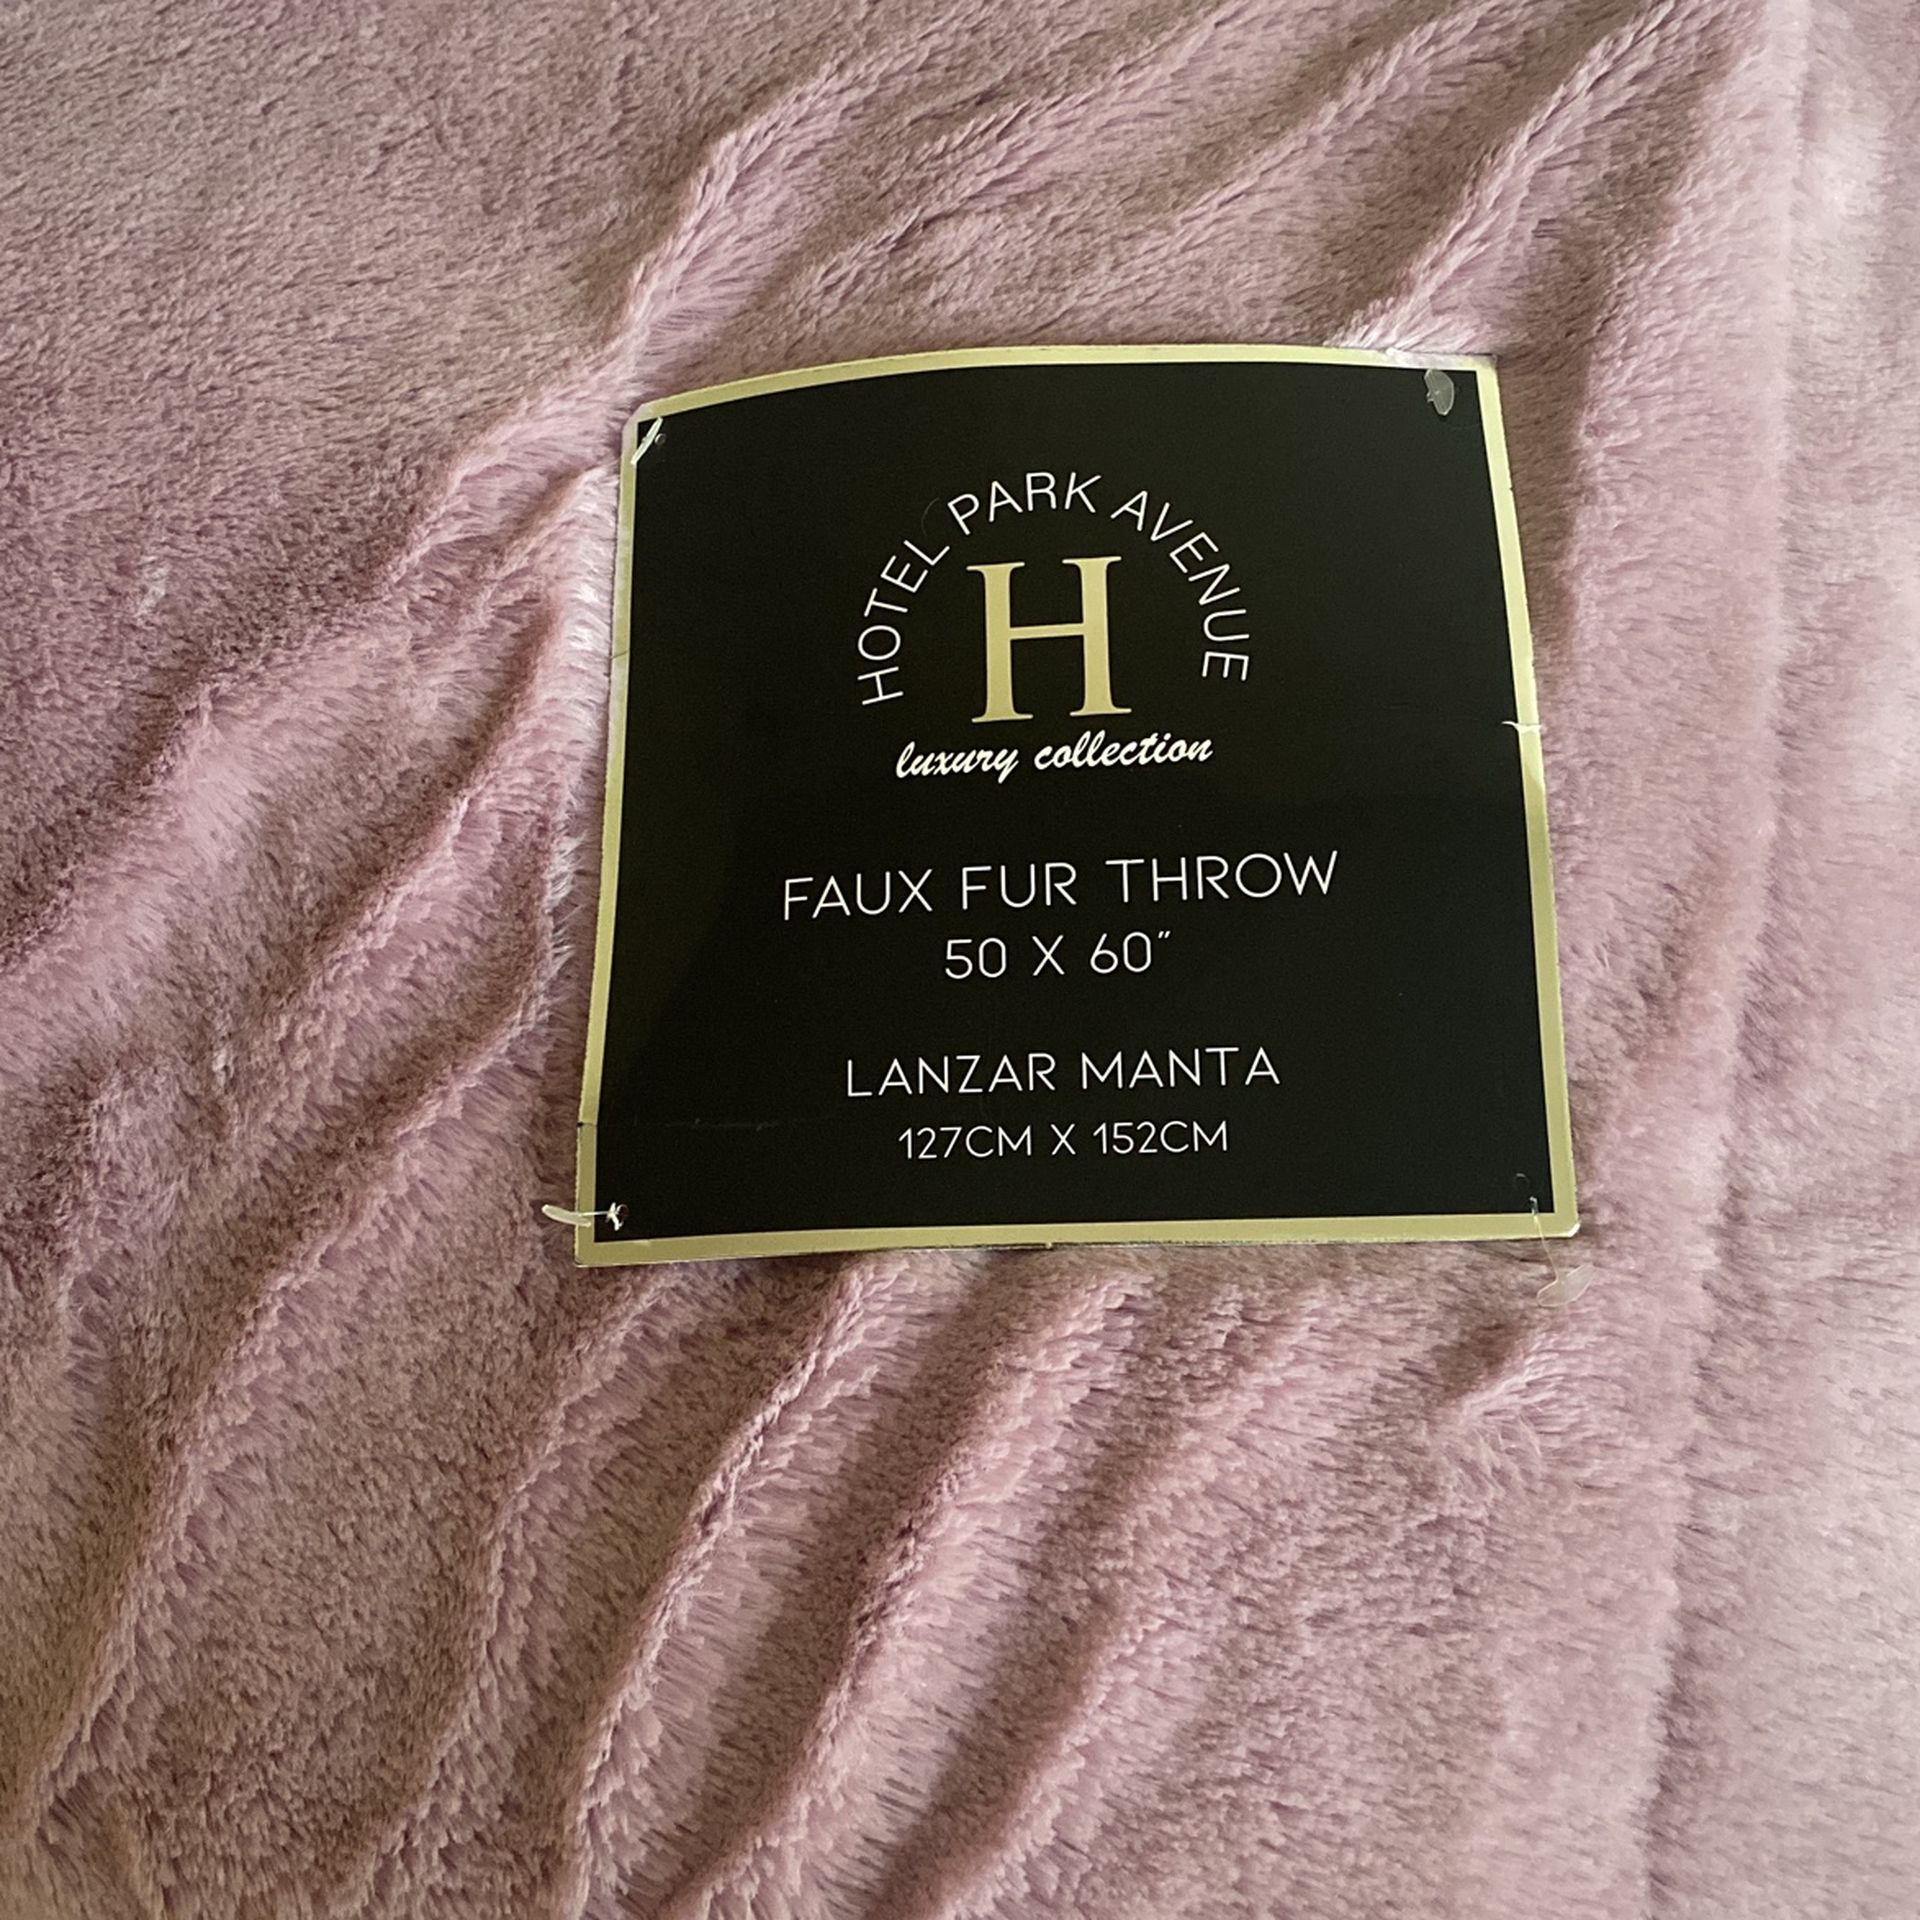 HOTEL PARK AVENUE
H
luxury collection
FAUX FUR THROW
50 X 60"
LANZAR MANTA
127CM X 152CM